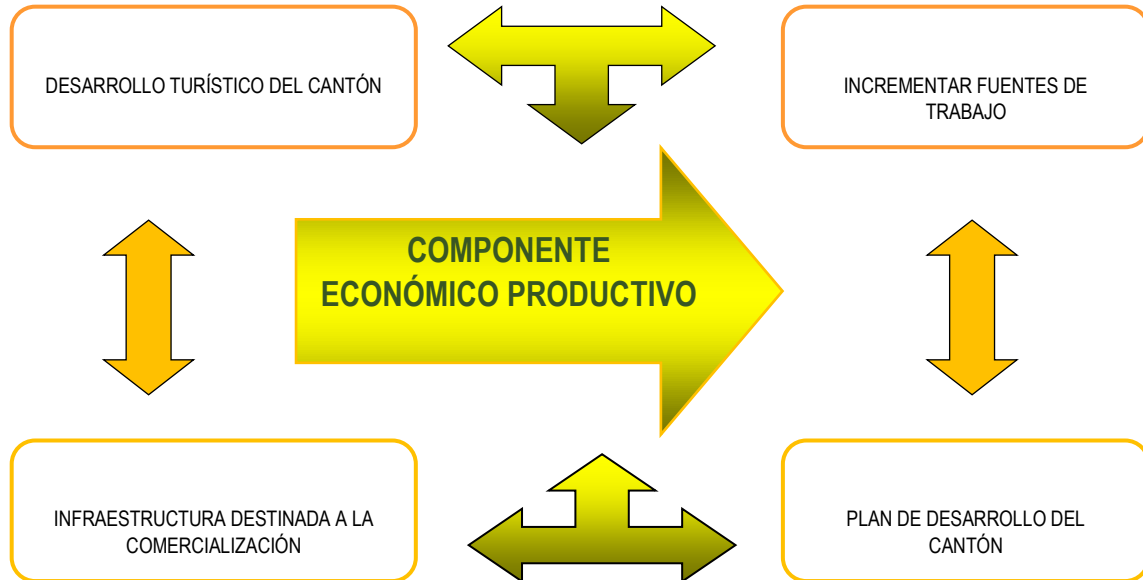 DESARROLLO TURÍSTICO DEL CANTÓN
INCREMENTAR FUENTES DE
TRABAJO
COMPONENTE
ECONÓMICO PRODUCTIVO
INFRAESTRUCTURA DESTINADA A LA
COMERCIALIZACIÓN
PLAN DE DESARROLLO DEL
CANTÓN